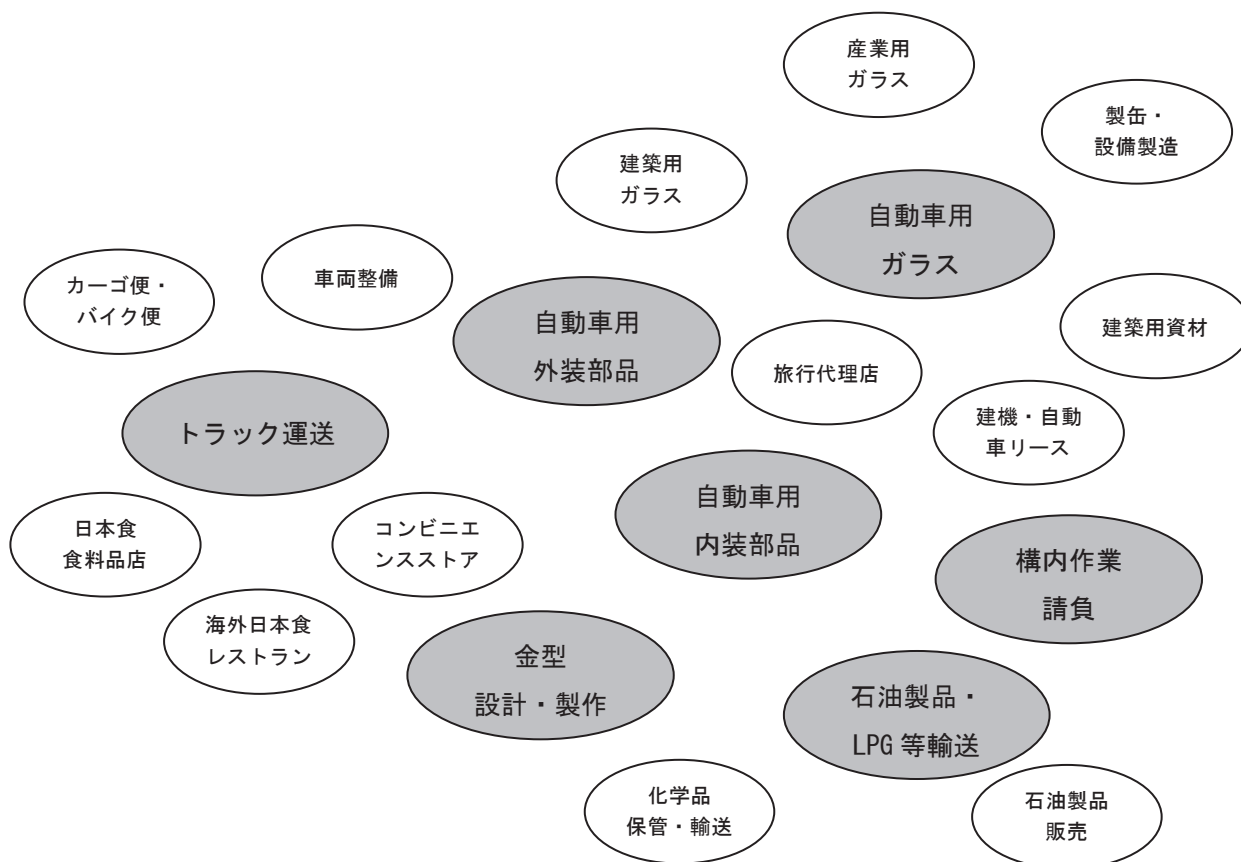 産業用
ガラス
製缶・
設備製造
建築用
ガラス
自動車用
ガラス
カーゴ便・
バイク便
車両整備
自動車用
外装部品
旅行代理店
建築用資材
トラック運送
建機・自動
車リース
自動車用
内装部品
日本食
食料品店
コンビニエ
ンスストア
構内作業
請負
海外日本食
レストラン
金型
設計・製作
石油製品・
LPG 等輸送
化学品
保管・輸送
石油製品
販売